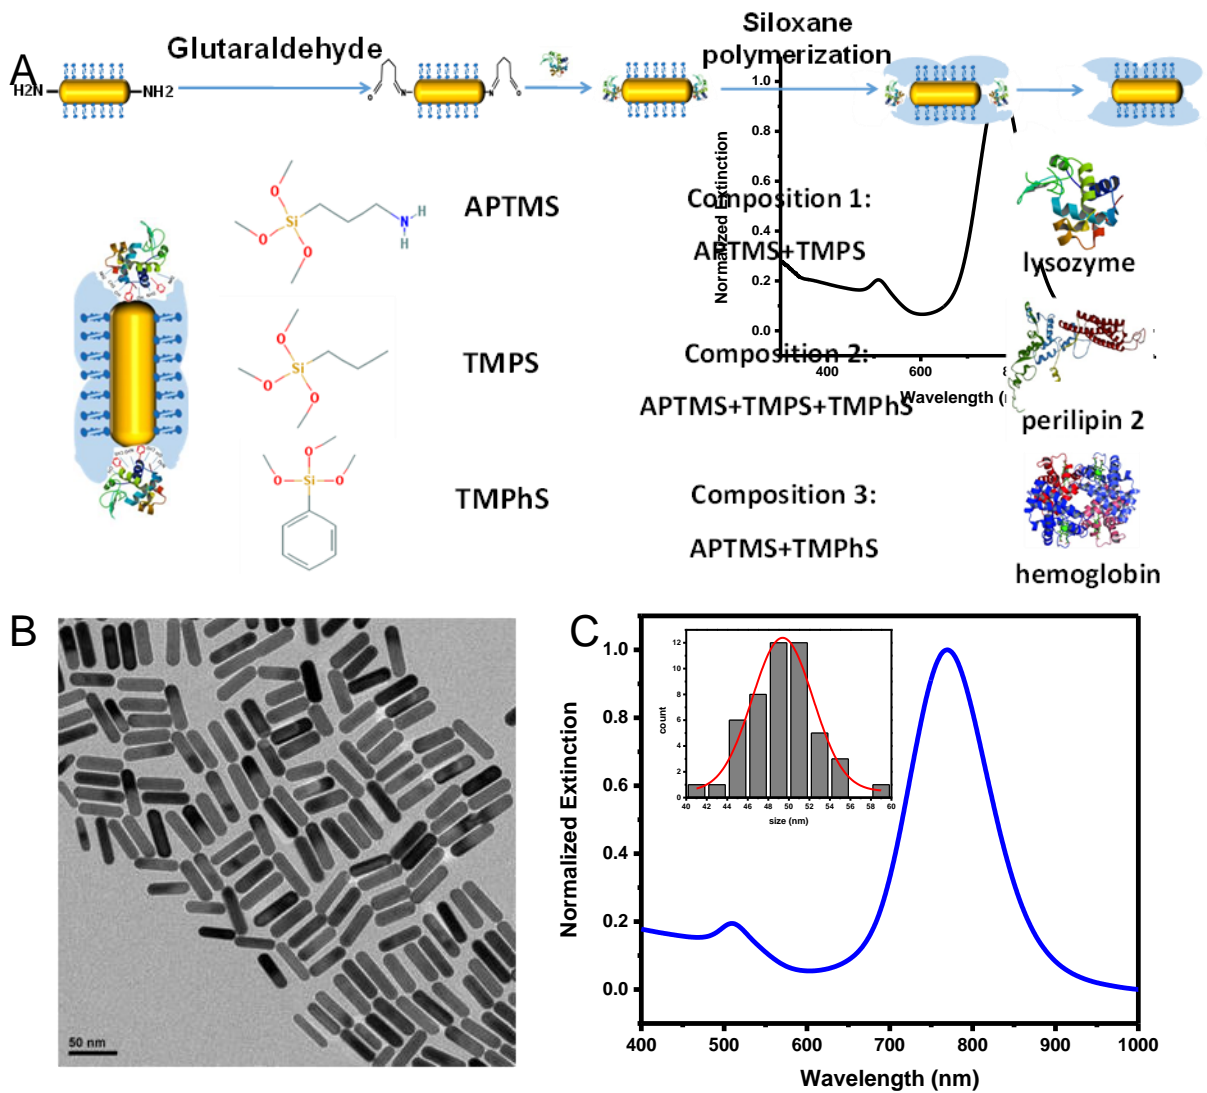 A
Glutaraldehyde
Siloxane
polymerization
H2N
NH2
N
N
O
O
APTMS
Si
O
O
O
N
H
H
TMPS
Si
O
O
O
TMPhS
Si
O
O
O
O
Composition 1:
APTMS+TMPS
Composition 2:
APTMS+TMPS+TMPhS
Composition 3:
APTMS+TMPhS
Normalized Extinction
1.0
0.8
0.6
0.4
0.2
0.0
400
600
8
Wavelength (
lysozyme
perilipin 2
hemoglobin
B
50 nm
C
Normalized Extinction
1.0
0.8
0.6
0.4
0.2
0.0
400
500
600
700
800
900
1000
Wavelength (nm)
count
12
10
8
6
4
2
0
40
42
44
46
48
50
52
54
56
58
60
size (nm)